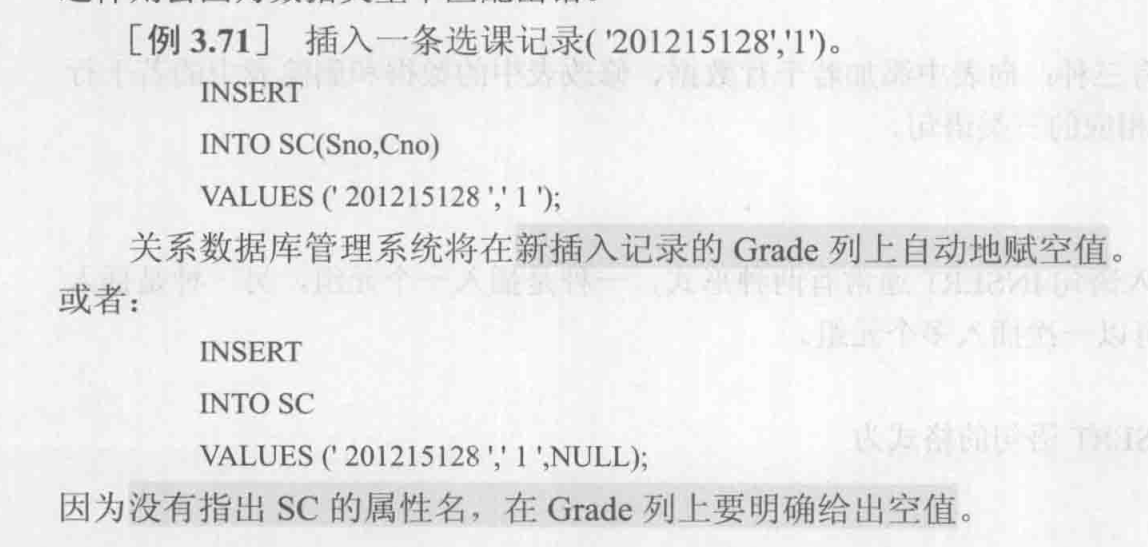 ［例 3.71］ 插入一条选课记录( '201215128','1')。
INSERT
INTO SC(Sno,Cno)
VALUES (' 201215128 ',' 1 ');
关系数据库管理系统将在新插入记录的 Grade 列上自动地赋空值。
或者：
INSERT
INTO SC
VALUES (' 201215128 ',' 1 ',NULL);
因为没有指出 SC 的属性名，在 Grade 列上要明确给出空值。